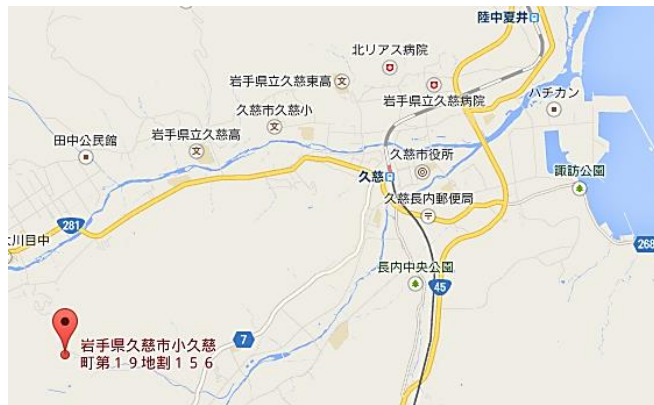 陸中夏井
北リアス病院
岩手県立久慈東高
岩手県立久慈病院
ハチカン
久慈市久慈小
岩手県立久慈高
田中公民館
久慈市役所
久慈
諏訪公園
久慈長内郵便局
281
川目中
268
長内中央公園
45
7
岩手県久慈市小久慈
町第19地割156